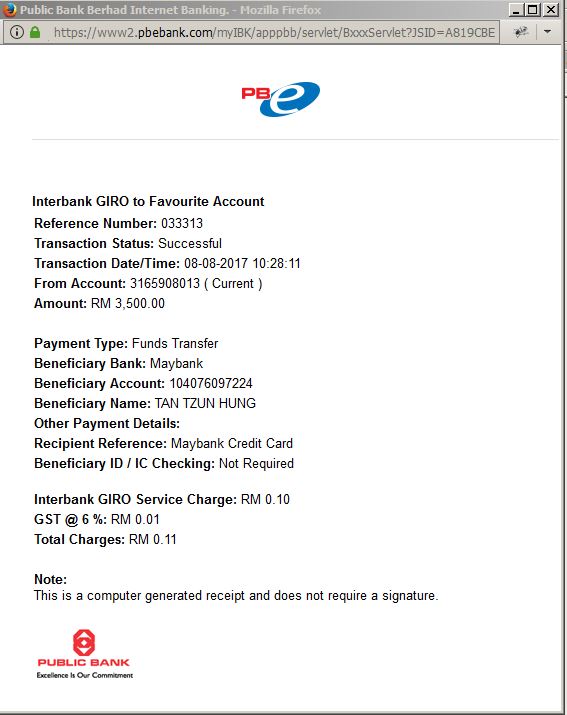 Public Bank Berhad Internet Banking. - Mozilla Firefox
https://www2.pbebank.com/myIBK/apppbb/servlet/BxxxServlet?JSID=A819CBE
PBe
Interbank GIRO to Favourite Account
Reference Number: 033313
Transaction Status: Successful
Transaction Date/Time: 08-08-2017 10:28:11
From Account: 3165908013 ( Current )
Amount: RM 3,500.00
Payment Type: Funds Transfer
Beneficiary Bank: Maybank
Beneficiary Account: 104076097224
Beneficiary Name: TAN TZUN HUNG
Other Payment Details:
Recipient Reference: Maybank Credit Card
Beneficiary ID / IC Checking: Not Required
Interbank GIRO Service Charge: RM 0.10
GST @ 6 %: RM 0.01
Total Charges: RM 0.11
Note:
This is a computer generated receipt and does not require a signature.
PUBLIC BANK
Excellence Is Our Commitment